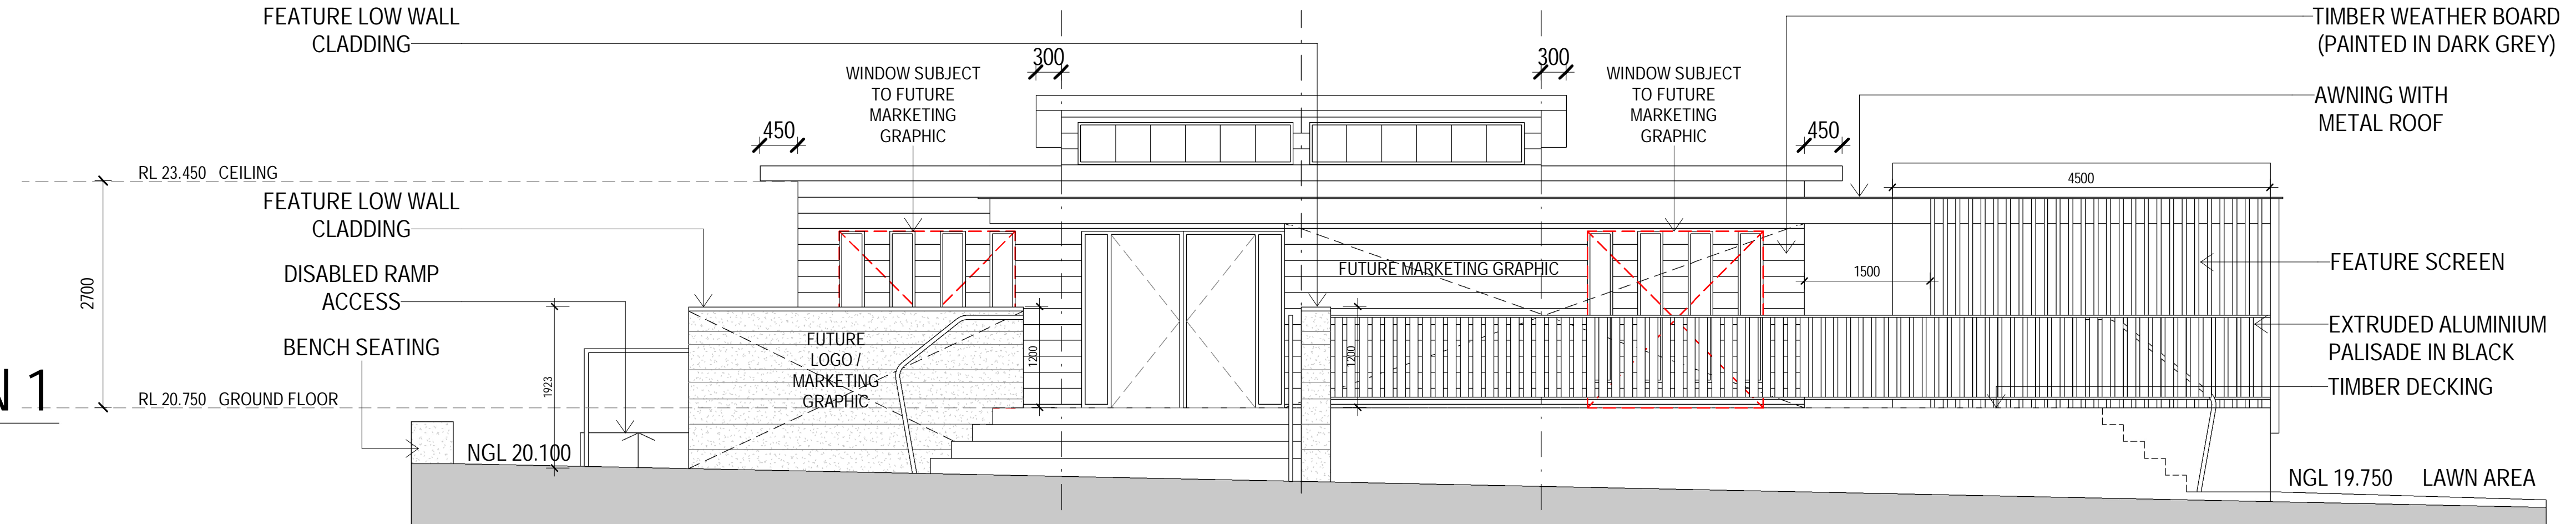 FEATURE LOW WALL
CLADDING
TIMBER WEATHER BOARD
(PAINTED IN DARK GREY)
300
300
WINDOW SUBJECT
TO FUTURE
MARKETING
GRAPHIC
WINDOW SUBJECT
TO FUTURE
MARKETING
GRAPHIC
AWNING WITH
METAL ROOF
450
450
RL 23.450 CEILING
4500
FEATURE LOW WALL
CLADDING
DISABLED RAMP
ACCESS
2700
FUTURE MARKETING GRAPHIC
1500
FEATURE SCREEN
BENCH SEATING
FUTURE
LOGO /
MARKETING
GRAPHIC
1200
1200
1923
EXTRUDED ALUMINIUM
PALISADE IN BLACK
TIMBER DECKING
N 1
RL 20.750 GROUND FLOOR
NGL 20.100
NGL 19.750 LAWN AREA